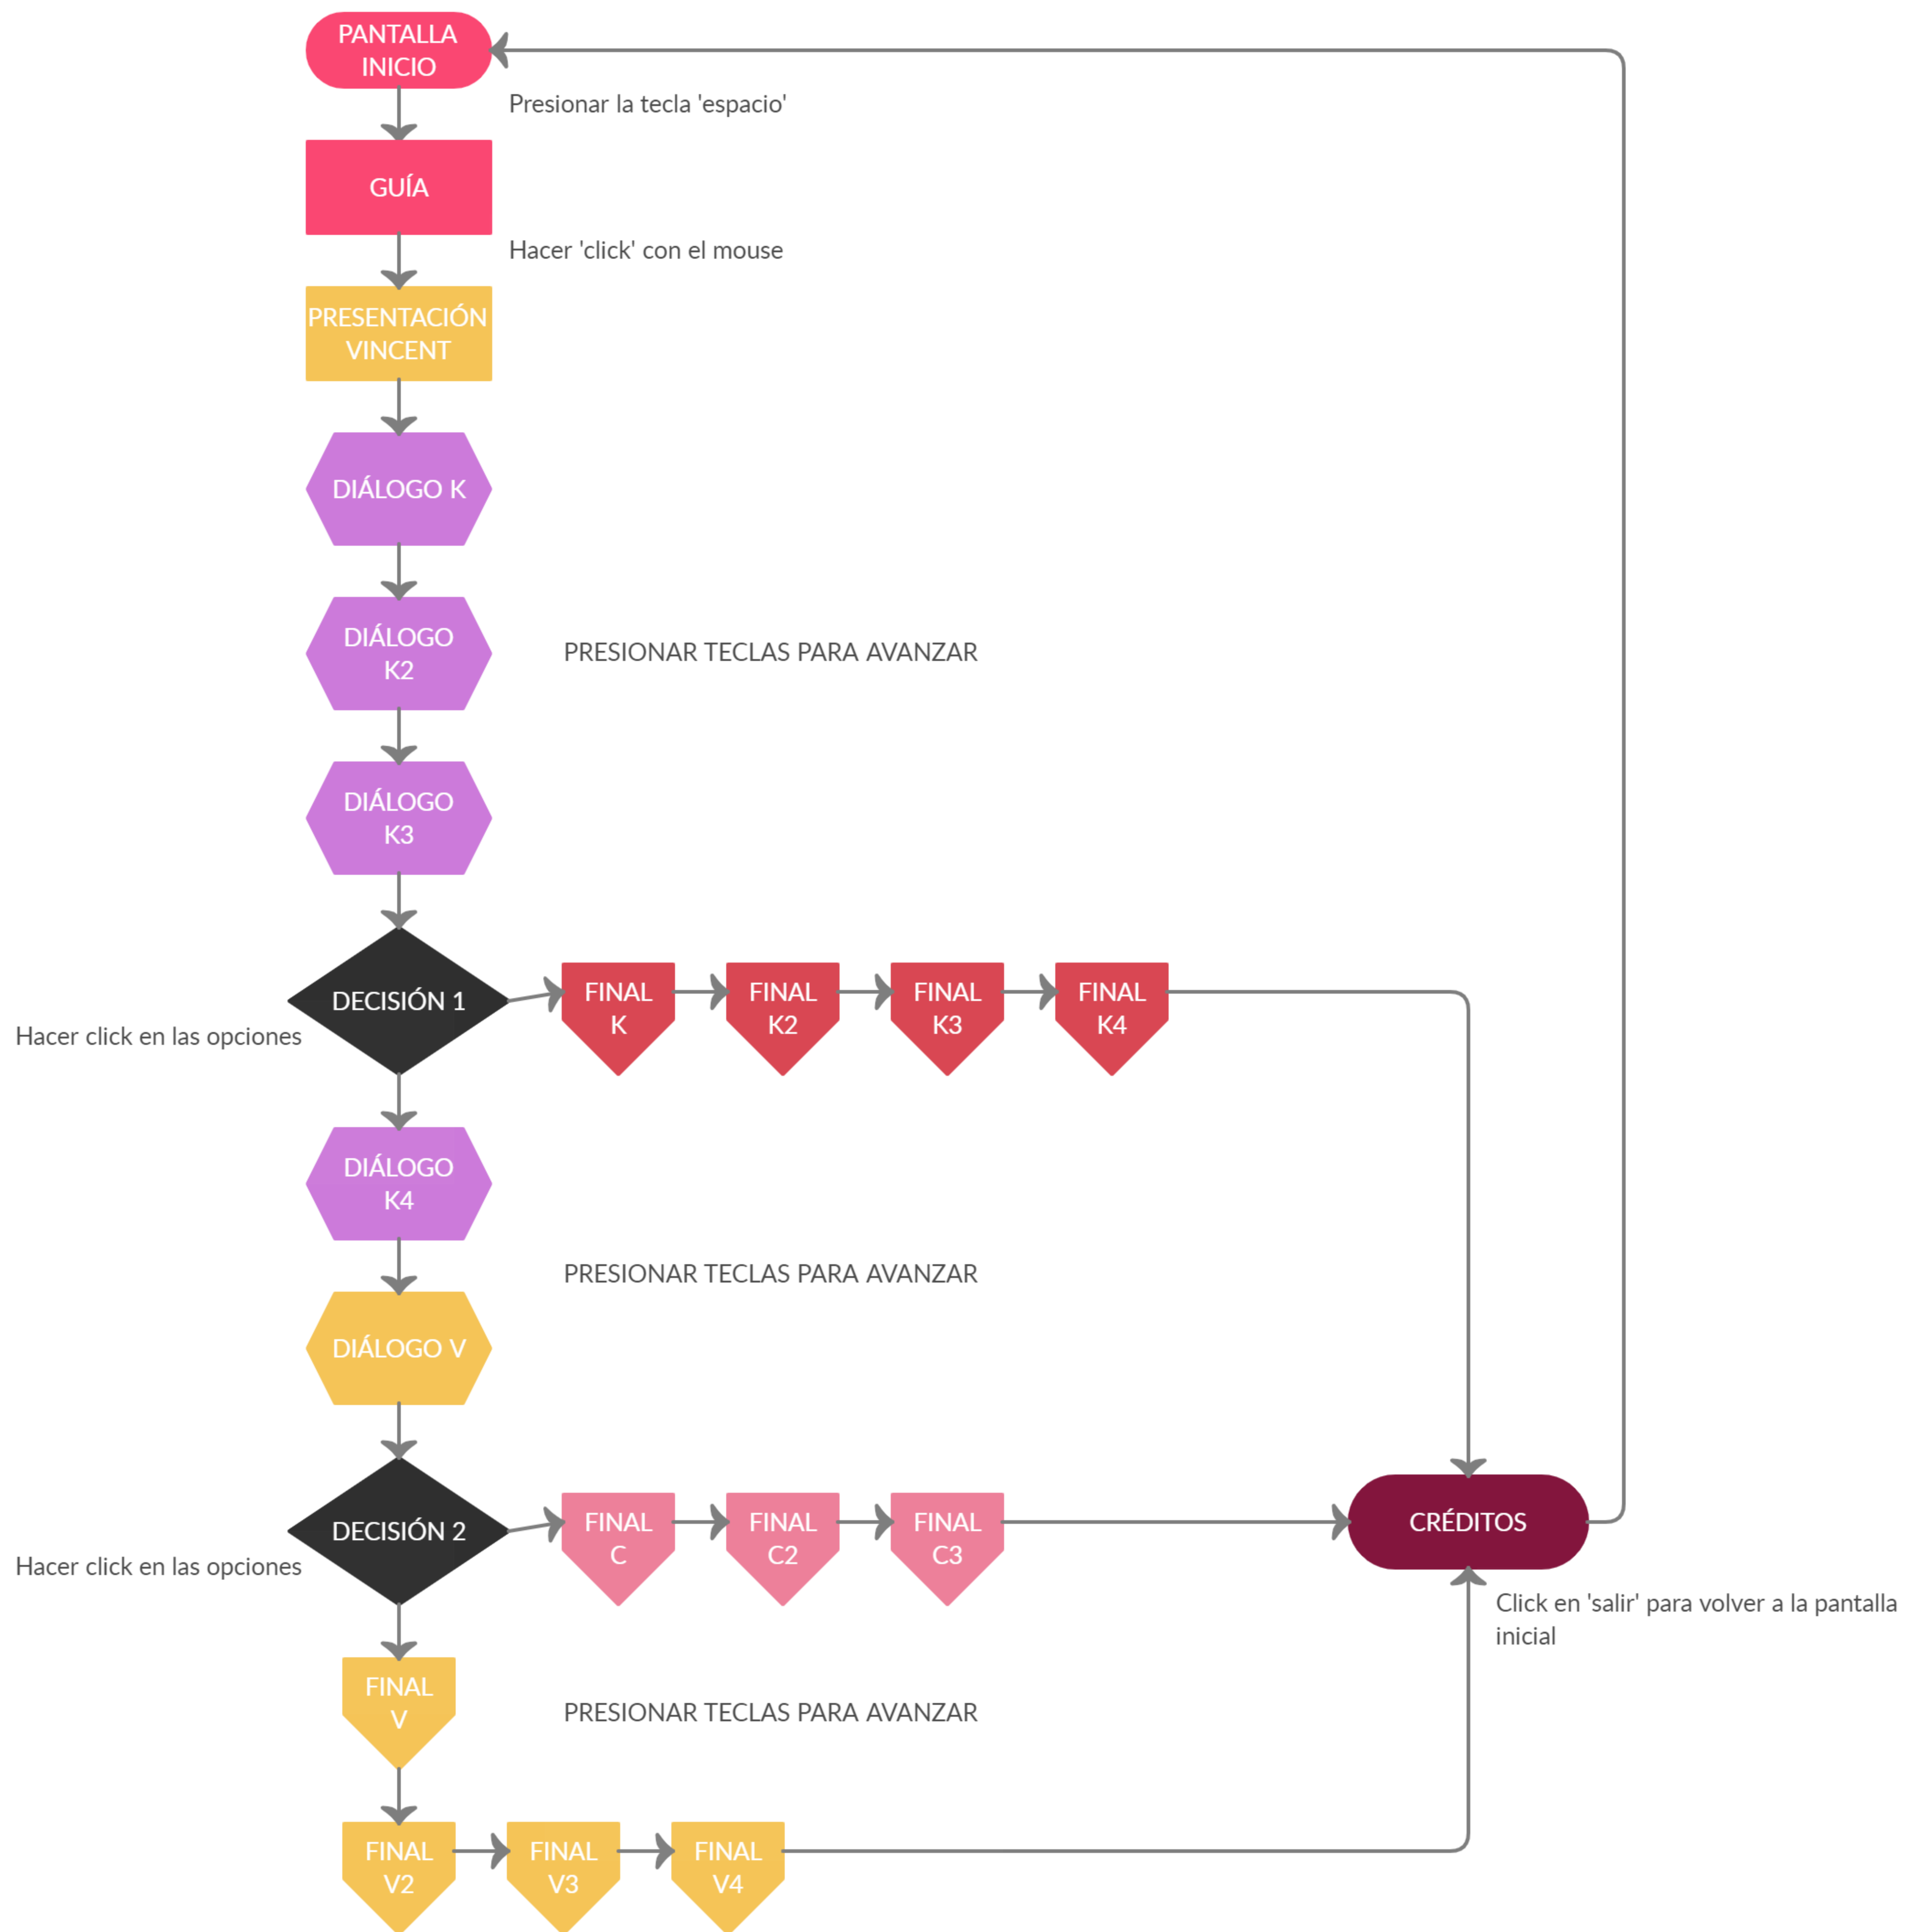 PANTALLA
INICIO
Presionar la tecla 'espacio'
GUÍA
Hacer 'click' con el mouse
PRESENTACIÓN
VINCENT
DIÁLOGO K
DIÁLOGO
K2
PRESIONAR TECLAS PARA AVANZAR
DIÁLOGO
K3
DECISIÓN 1
Hacer click en las opciones
FINAL
K
FINAL
K2
FINAL
K3
FINAL
K4
DIÁLOGO
K4
PRESIONAR TECLAS PARA AVANZAR
DIÁLOGO V
DECISIÓN 2
Hacer click en las opciones
FINAL
C
FINAL
C2
FINAL
C3
CRÉDITOS
Click en 'salir' para volver a la pantalla
inicial
FINAL
V
PRESIONAR TECLAS PARA AVANZAR
FINAL
V2
FINAL
V3
FINAL
V4